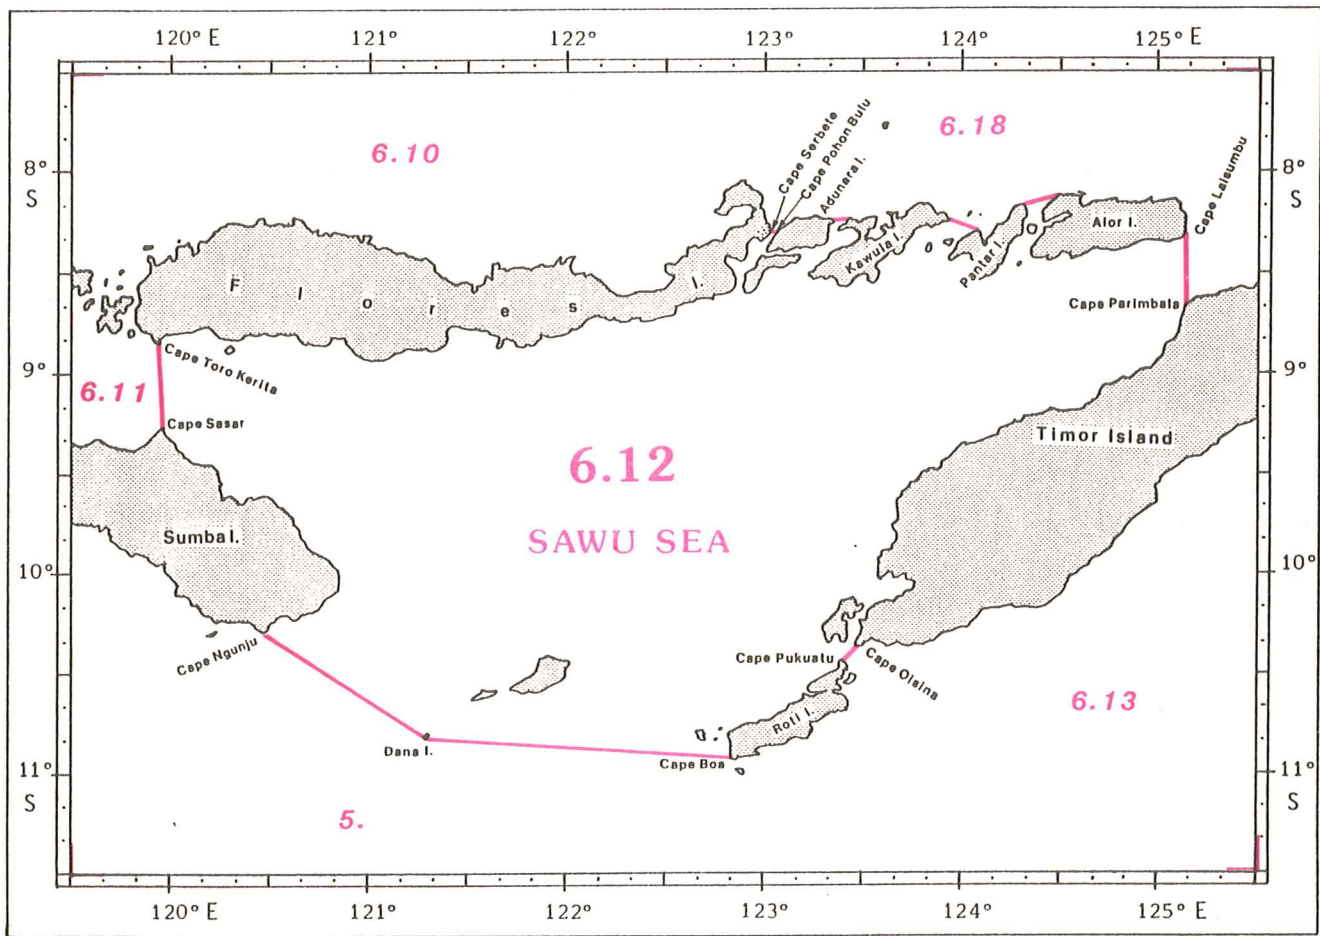 120° E 121° 122° 123° 124° 125° E
6.10
6.18
Cape Serbete
Cape Pohon Bulu
Adunara I.
Cape Laisumbu
8°
S
8°
S
Alor I.
Kawula I.
Pantar I.
Flores I.
Cape Parimbala
Cape Toro Kerita
9°
9°
6.11
Cape Sasar
Timor Island
6.12
SAWU SEA
Sumba I.
10°
10°
Cape Ngunju
Cape Pukuatu
Cape Oisina
6.13
Roti I.
Dana I.
Cape Boa
11°
S
11°
S
5.
120° E 121° 122° 123° 124° 125° E